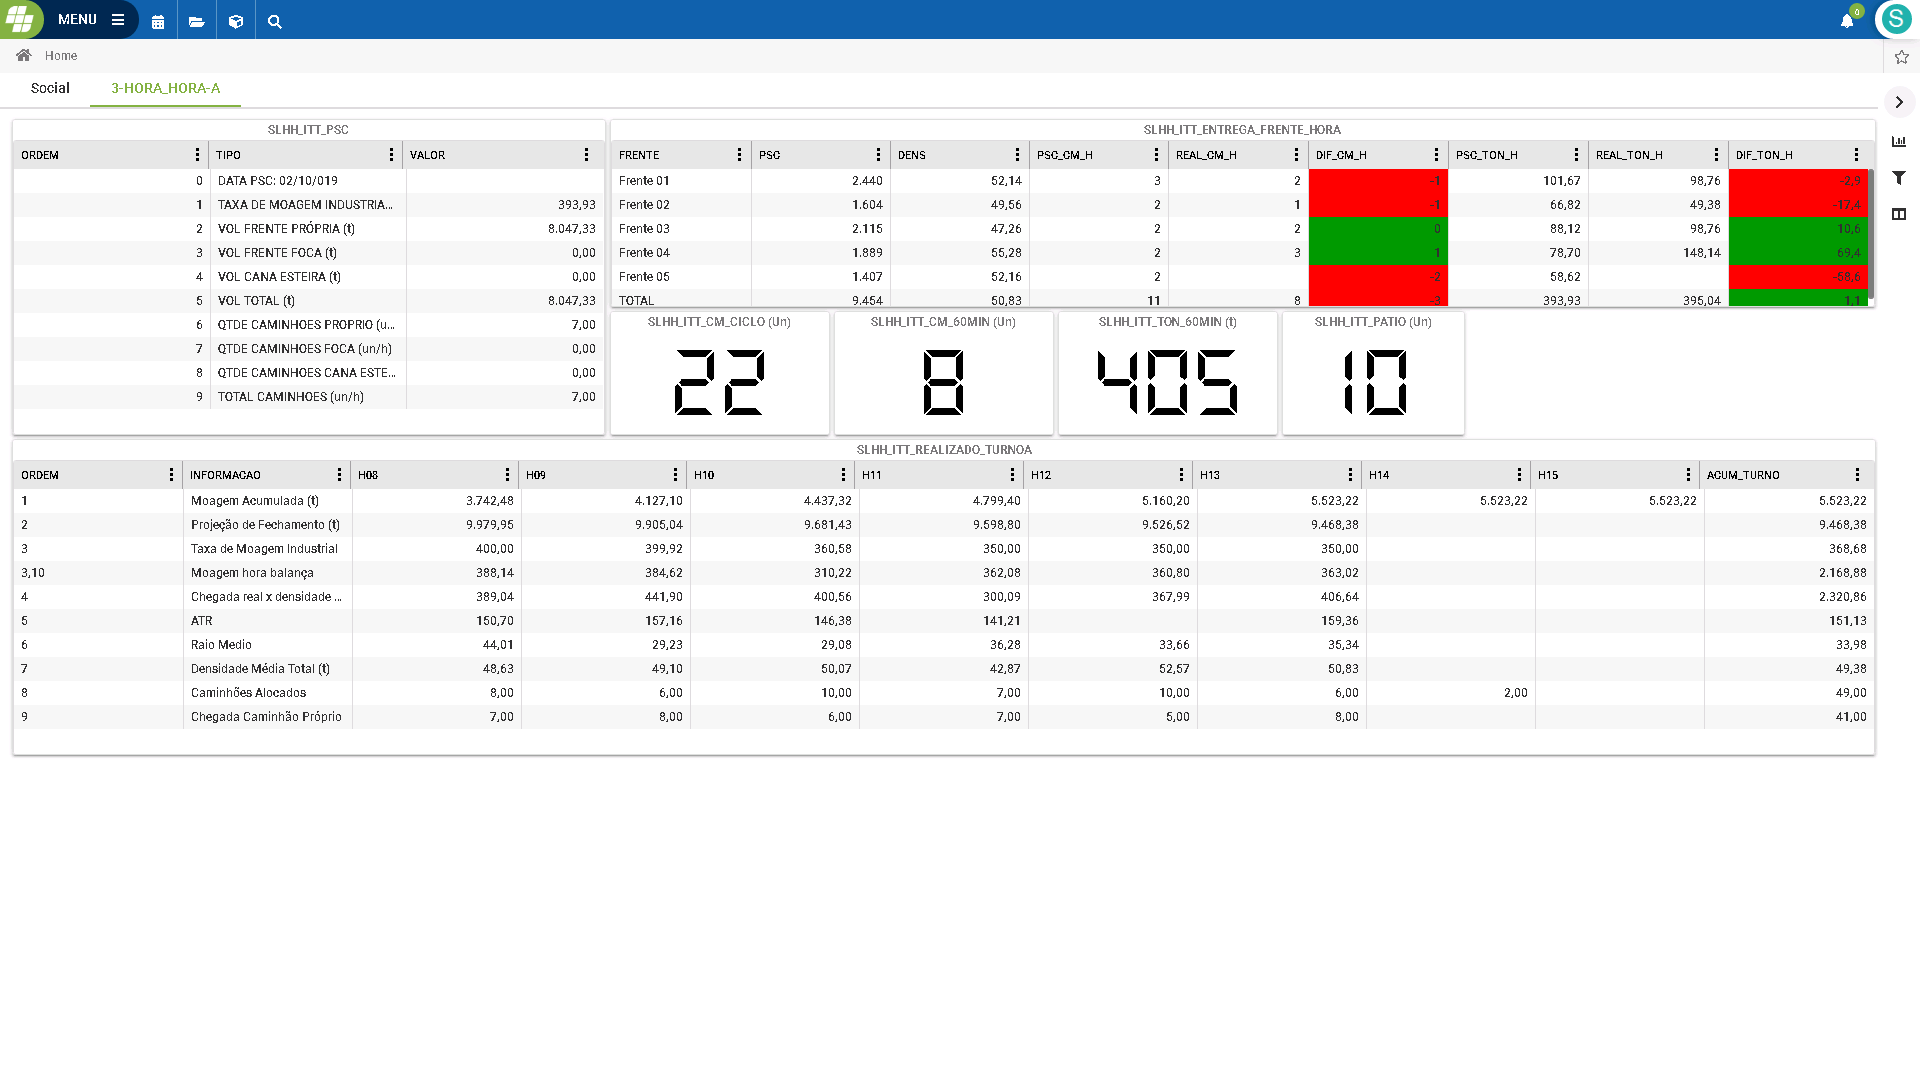 MENU
0
S
Home
Social 3-HORA_HORA-A
SLHH_ITT_PSC
ORDEM TIPO VALOR
0 DATA PSC: 02/10/019
1 TAXA DE MOAGEM INDUSTRIA... 393,93
2 VOL FRENTE PRÓPRIA (t) 8.047,33
3 VOL FRENTE FOCA (t) 0,00
4 VOL CANA ESTEIRA (t) 0,00
5 VOL TOTAL (t) 8.047,33
6 QTDE CAMINHOES PROPRIO (u... 7,00
7 QTDE CAMINHOES FOCA (un/h) 0,00
8 QTDE CAMINHOES CANA ESTE... 0,00
9 TOTAL CAMINHOES (un/h) 7,00
SLHH_ITT_ENTREGA_FRENTE_HORA
FRENTE PSC DENS PSC_CM_H REAL_CM_H DIF_CM_H PSC_TON_H REAL_TON_H DIF_TON_H
Frente 01 2.440 52,14 3 2 -1 101,67 98,76 -2,9
Frente 02 1.604 49,56 2 1 -1 66,82 49,38 -17,4
Frente 03 2.115 47,26 2 2 0 88,12 98,76 10,6
Frente 04 1.889 55,28 2 3 1 78,70 148,14 69,4
Frente 05 1.407 52,16 2 -2 58,62 -58,6
TOTAL 9.454 50,83 11 8 -3 393,93 395,04 1,1
SLHH_ITT_CM_CICLO (Un)
22
SLHH_ITT_CM_60MIN (Un)
8
SLHH_ITT_TON_60MIN (t)
405
SLHH_ITT_PATIO (Un)
10
SLHH_ITT_REALIZADO_TURNOA
ORDEM INFORMACAO H08 H09 H10 H11 H12 H13 H14 H15 ACUM_TURNO
1 Moagem Acumulada (t) 3.742,48 4.127,10 4.437,32 4.799,40 5.160,20 5.523,22 5.523,22 5.523,22 5.523,22
2 Projeção de Fechamento (t) 9.979,95 9.905,04 9.681,43 9.598,80 9.526,52 9.468,38 9.468,38
3 Taxa de Moagem Industrial 400,00 399,92 360,58 350,00 350,00 350,00 368,68
3,10 Moagem hora balança 388,14 384,62 310,22 362,08 360,80 363,02 2.168,88
4 Chegada real x densidade ... 389,04 441,90 400,56 300,09 367,99 406,64 2.320,86
5 ATR 150,70 157,16 146,38 141,21 159,36 151,13
6 Raio Medio 44,01 29,23 29,08 36,28 33,66 35,34 33,98
7 Densidade Média Total (t) 48,63 49,10 50,07 42,87 52,57 50,83 49,38
8 Caminhões Alocados 8,00 6,00 10,00 7,00 10,00 6,00 2,00 49,00
9 Chegada Caminhão Próprio 7,00 8,00 6,00 7,00 5,00 8,00 41,00